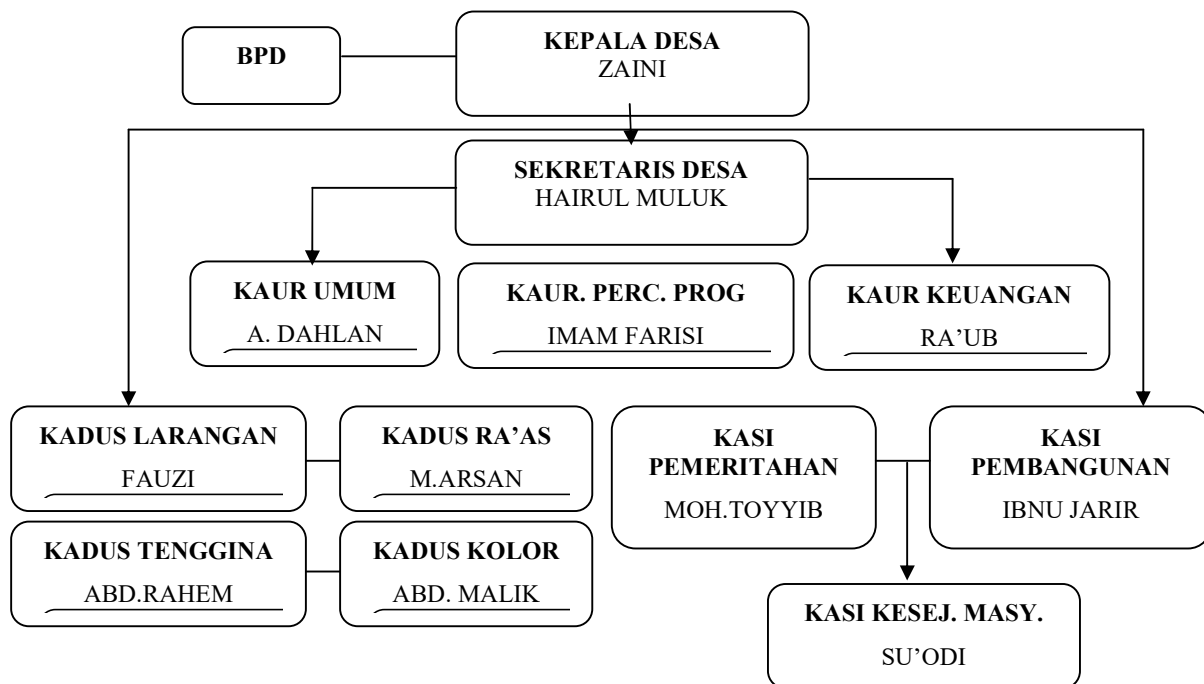 BPD
KEPALA DESA
ZAINI
SEKRETARIS DESA
HAIRUL MULUK
KAUR UMUM
A. DAHLAN
KAUR. PERC. PROG
IMAM FARISI
KAUR KEUANGAN
RA’UB
KADUS LARANGAN
FAUZI
KADUS RA’AS
M.ARSAN
KASI
PEMERITAHAN
MOH.TOYYIB
KASI
PEMBANGUNAN
IBNU JARIR
KADUS TENGGINA
ABD.RAHEM
KADUS KOLOR
ABD. MALIK
KASI KESEJ. MASY.
SU’ODI